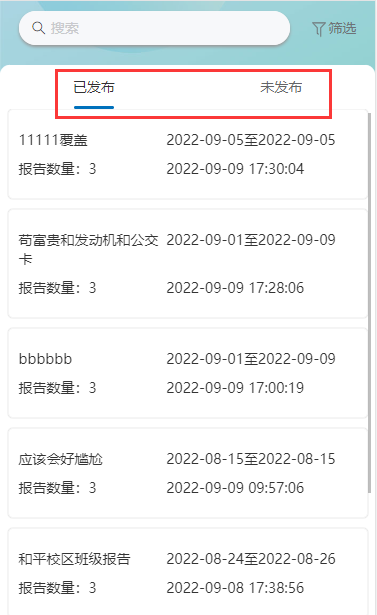 搜索
筛选
已发布 未发布
11111覆盖 2022-09-05至2022-09-05
报告数量：3 2022-09-09 17:30:04
苟富贵和发动机和公交 2022-09-01至2022-09-09
卡
报告数量：3 2022-09-09 17:28:06
bbbbbb 2022-09-01至2022-09-09
报告数量：3 2022-09-09 17:00:19
应该会好尴尬 2022-08-15至2022-08-15
报告数量：3 2022-09-09 09:57:06
和平校区班级报告 2022-08-24至2022-08-26
报告数量：3 2022-09-08 17:38:56